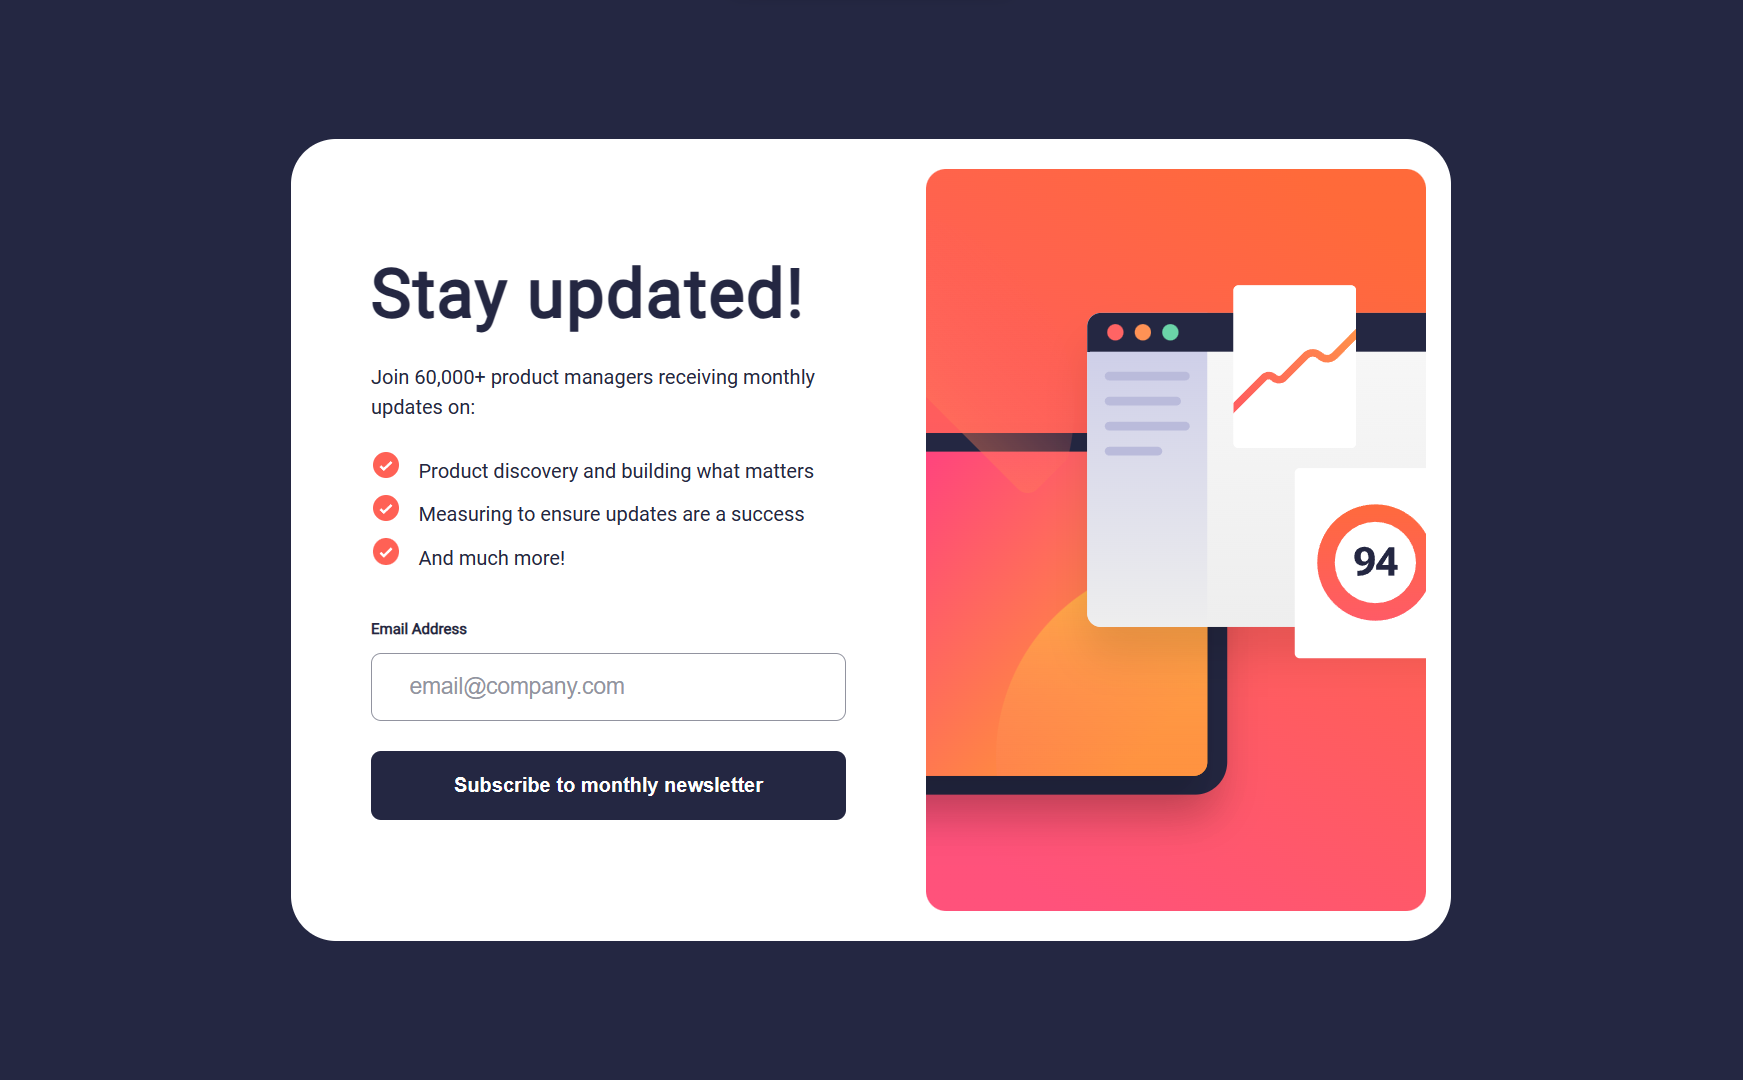 Stay updated!
Join 60,000+ product managers receiving monthly
updates on:
Product discovery and building what matters
Measuring to ensure updates are a success
And much more!
Email Address
email@company.com
Subscribe to monthly newsletter
94